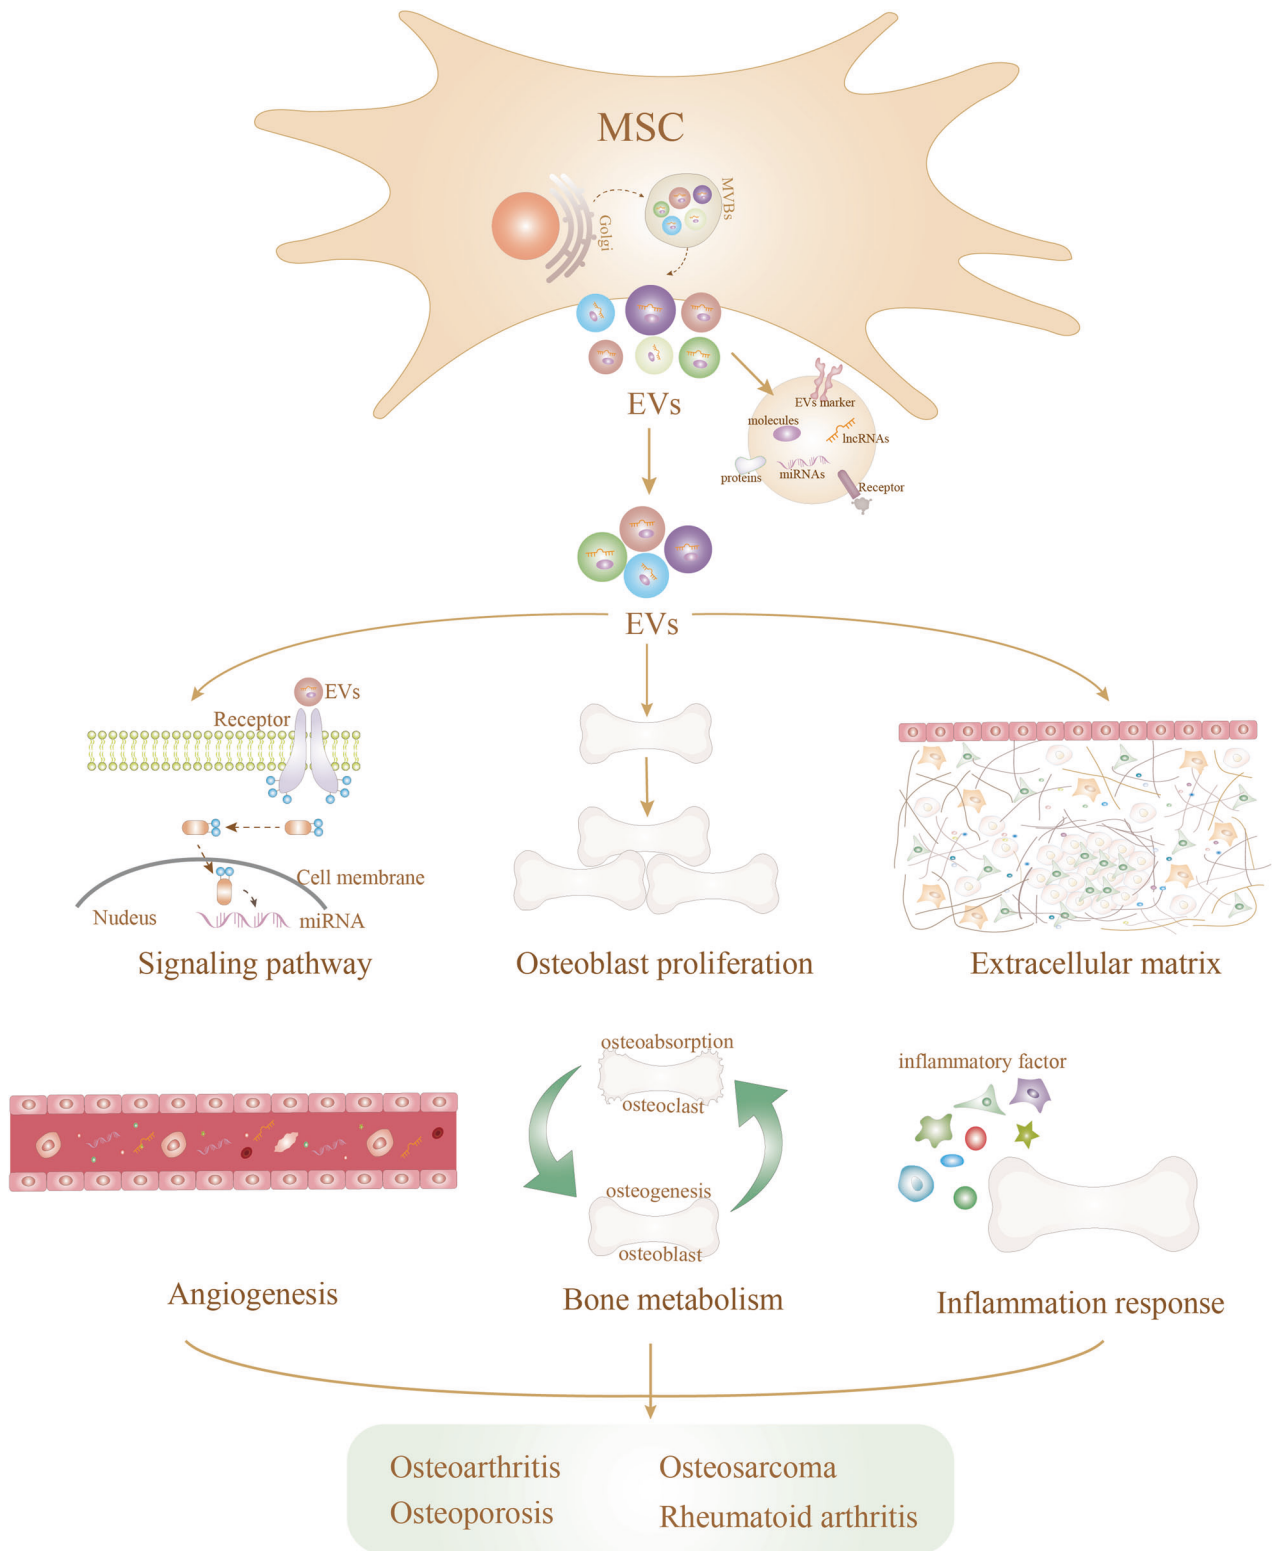 MSC
Golgi
MVBs
EVs
EVs marker
molecules
lncRNAs
proteins
miRNAs
Receptor
EVs
EVs
Receptor
Cell membrane
Nudeus
miRNA
Signaling pathway
Osteoblast proliferation
Extracellular matrix
osteoabsorption
osteoclast
osteogenesis
osteoblast
inflammatory factor
Angiogenesis
Bone metabolism
Inflammation response
Osteoarthritis
Osteosarcoma
Osteoporosis
Rheumatoid arthritis